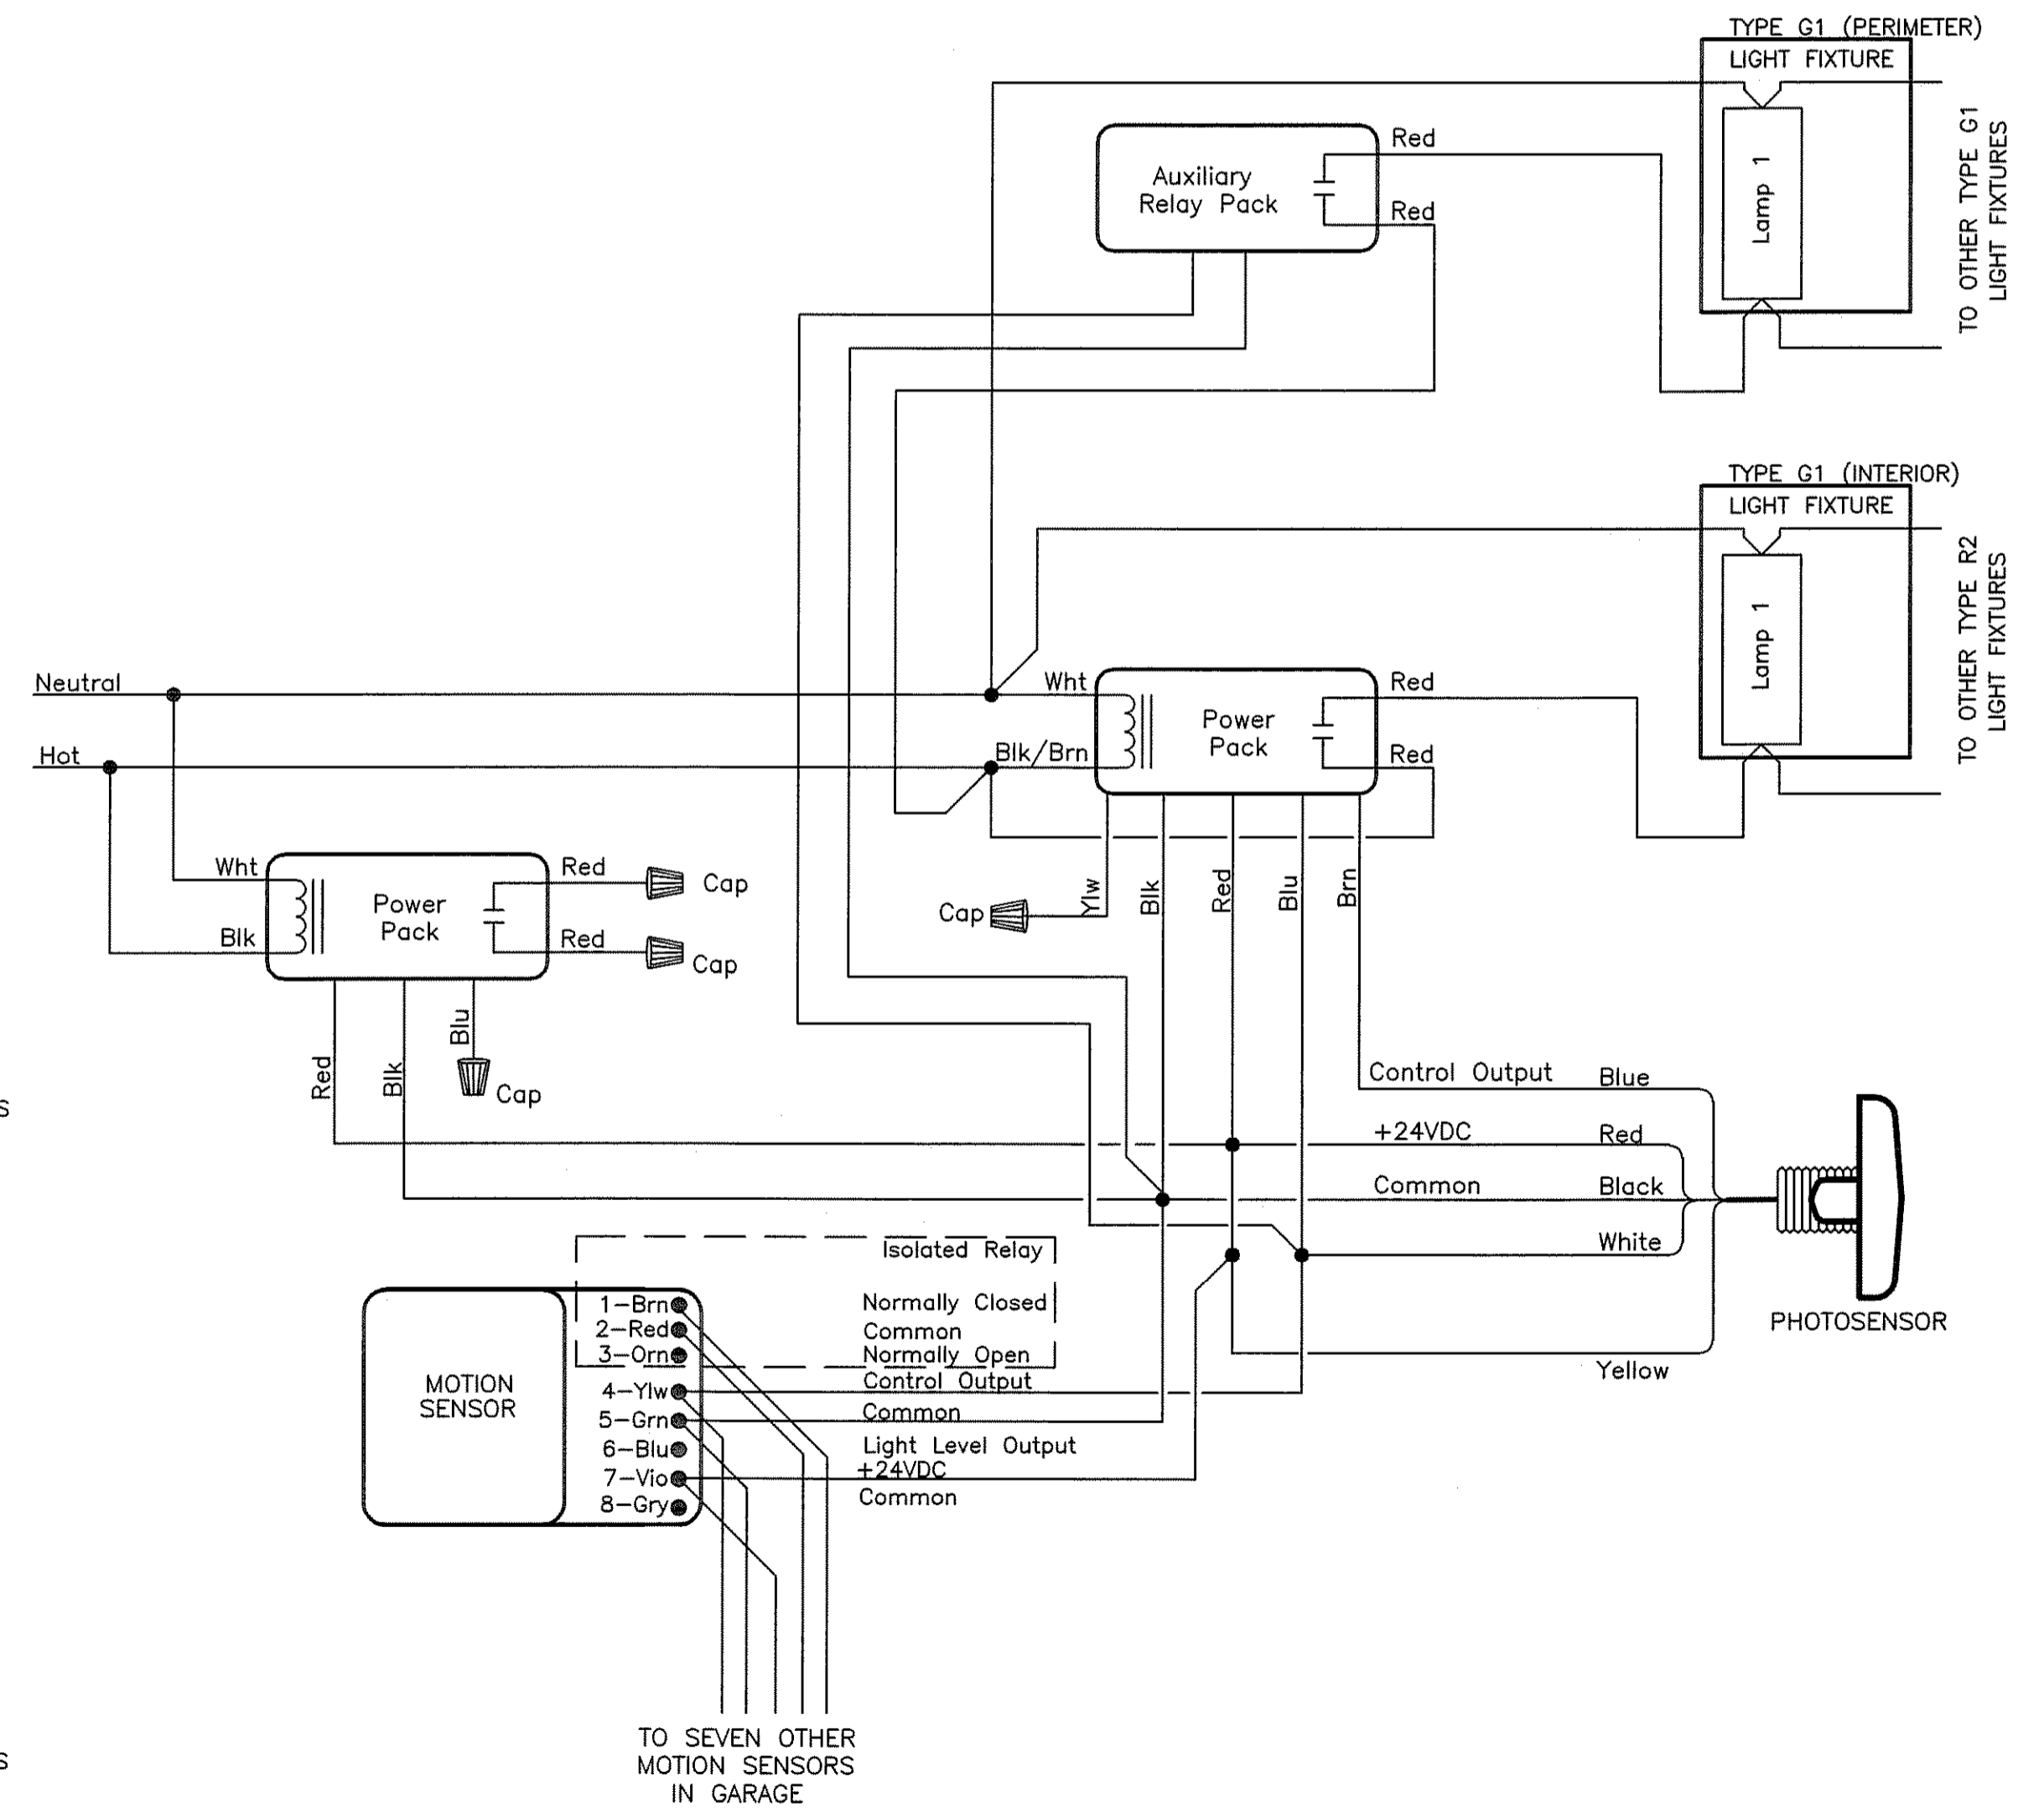 TYPE G1 (PERIMETER)
LIGHT FIXTURE
Lamp 1
TO OTHER TYPE G1
LIGHT FIXTURES
Red
Auxiliary
Relay Pack
Red
TYPE G1 (INTERIOR)
LIGHT FIXTURE
Lamp 1
TO OTHER TYPE R2
LIGHT FIXTURES
Neutral
Wht
Red
Power
Pack
Hot
Blk/Brn
Red
Wht
Red
Cap
Power
Pack
Blk
Red
Cap
Cap
Ylw
Blk
Red
Blu
Brn
Red
Blk
Blu
Cap
Control Output
Blue
+24VDC
Red
Common
Black
White
Yellow
PHOTOSENSOR
S
Isolated Relay
1-Brn
Normally Closed
2-Red
Common
3-Orn
Normally Open
MOTION
SENSOR
4-Ylw
Control Output
5-Grn
Common
6-Blu
Light Level Output
7-Vio
+24VDC
8-Gry
Common
TO SEVEN OTHER
MOTION SENSORS
IN GARAGE
S